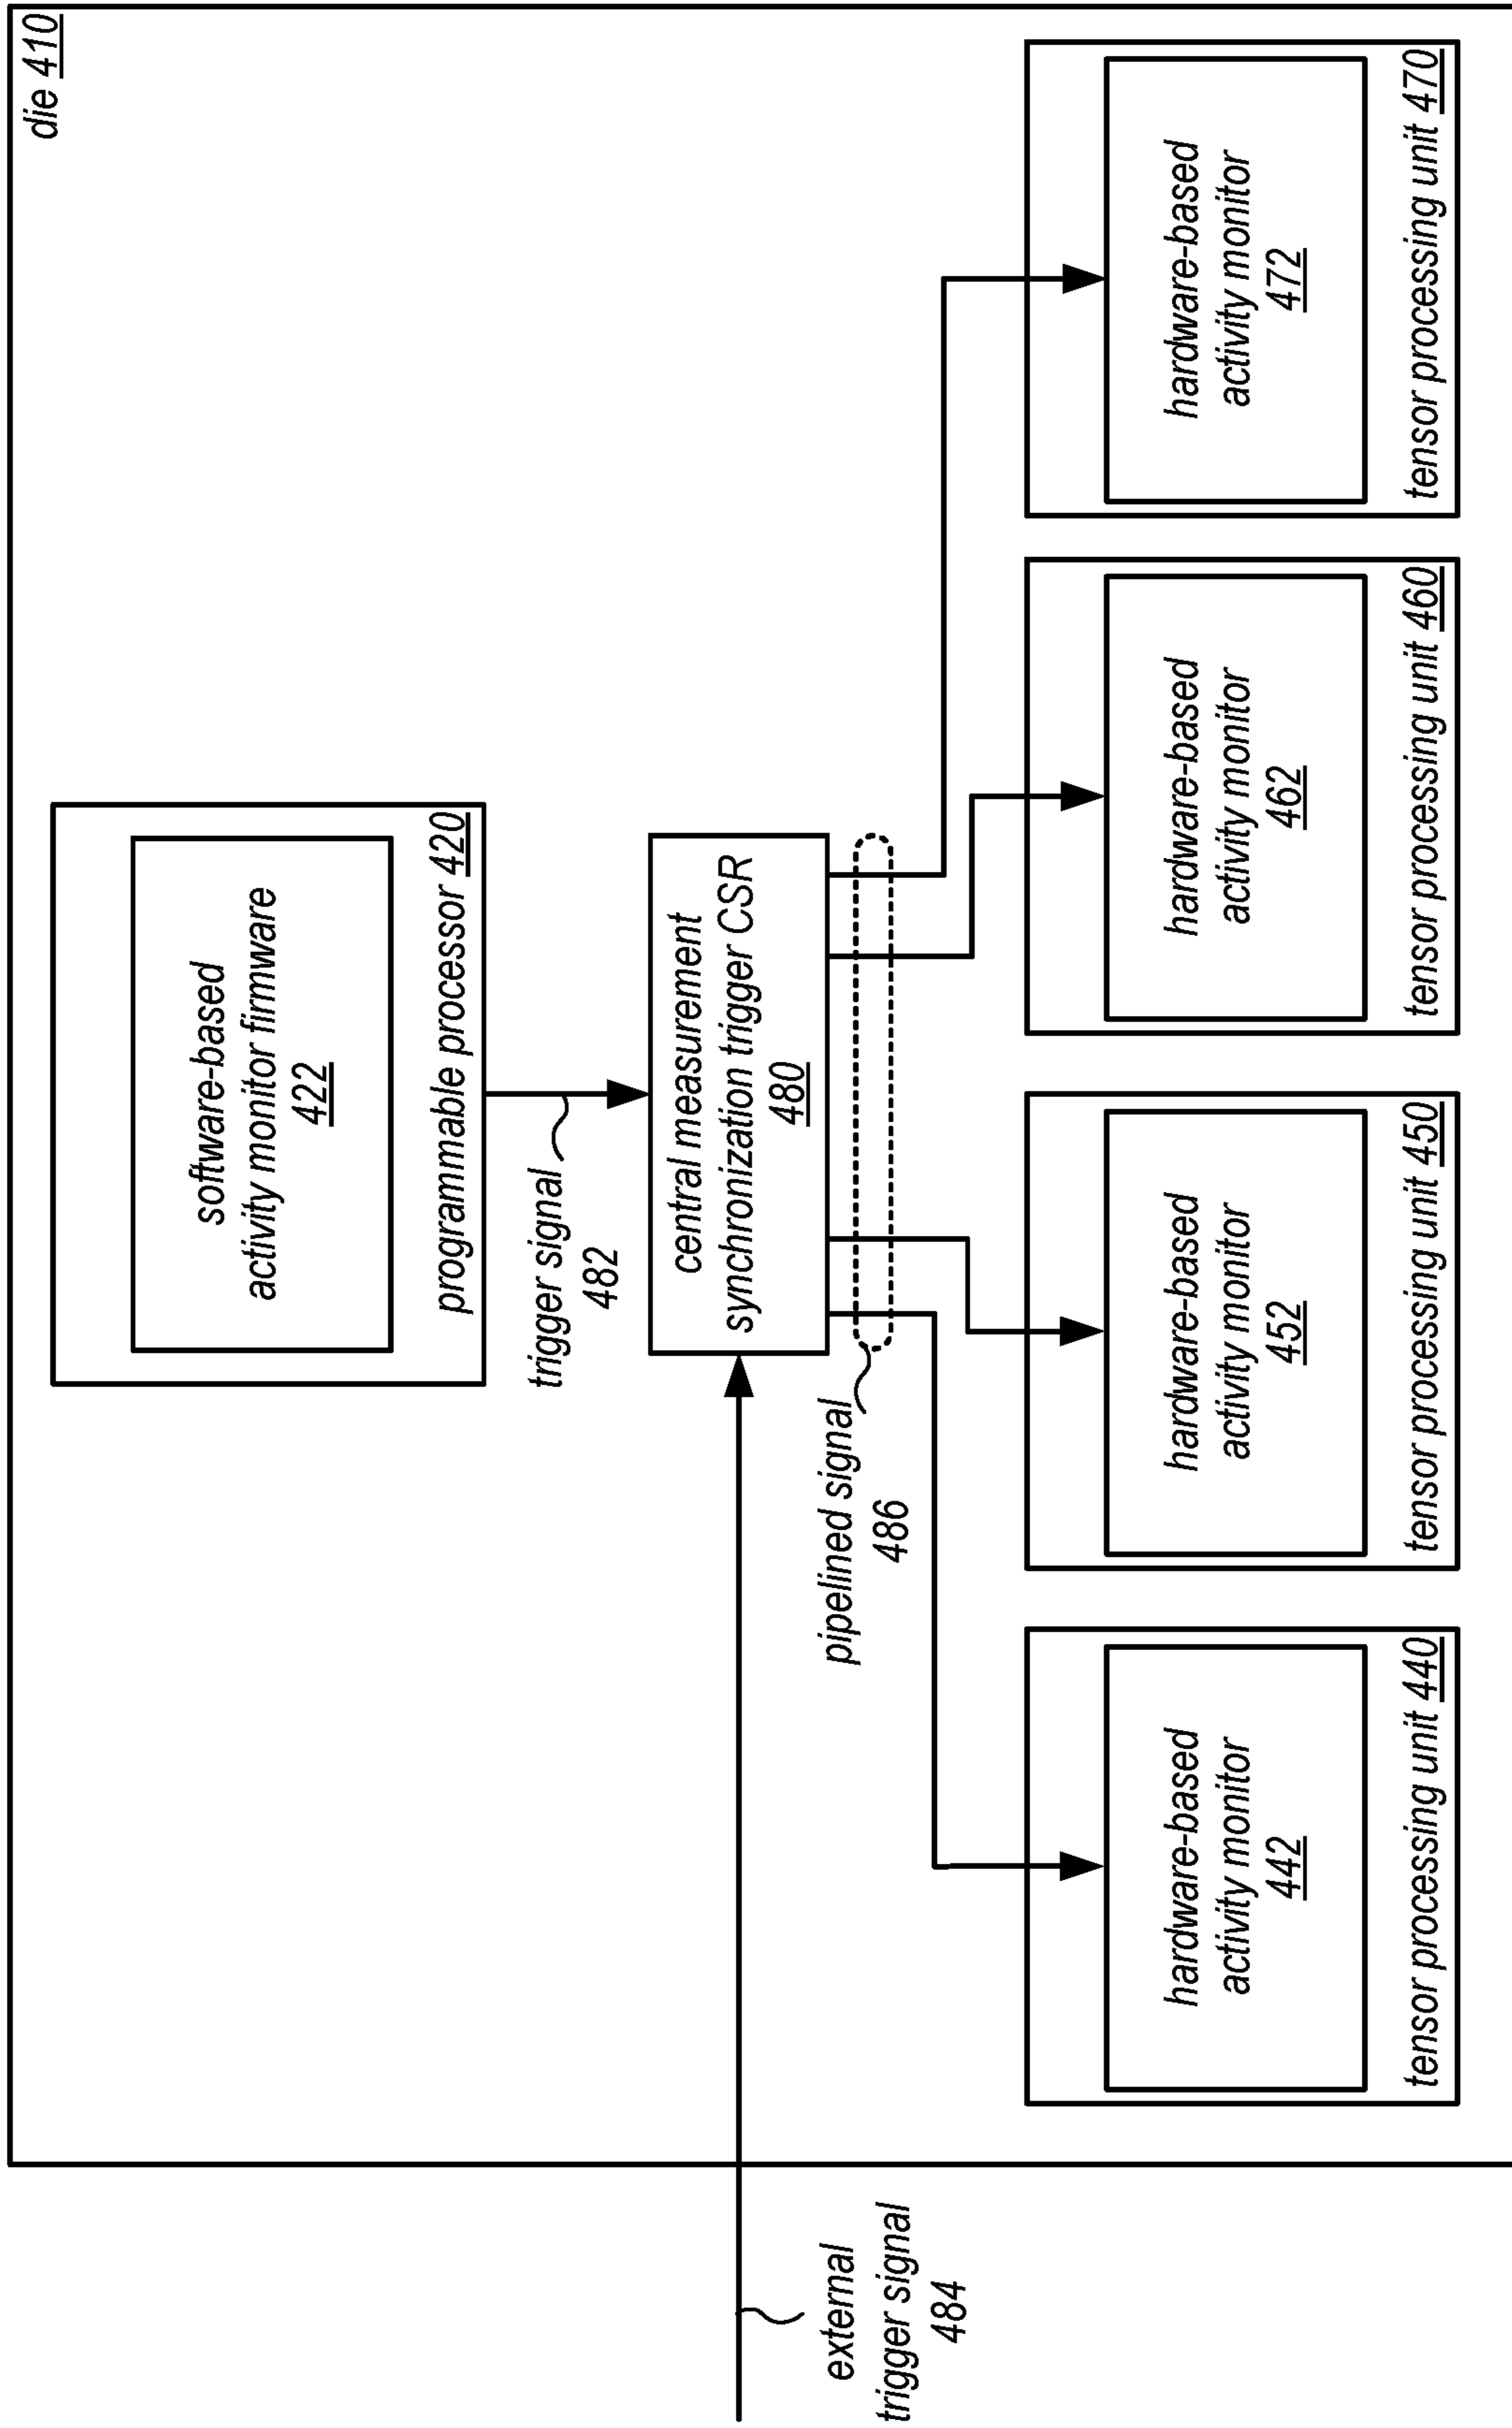 die 410
software-based
activity monitor firmware
422
programmable processor 420
trigger signal
482
central measurement
synchronization trigger CSR
480
external
trigger signal
484
pipelined signal
486
hardware-based
activity monitor
442
tensor processing unit 440
hardware-based
activity monitor
452
tensor processing unit 450
hardware-based
activity monitor
462
tensor processing unit 460
hardware-based
activity monitor
472
tensor processing unit 470